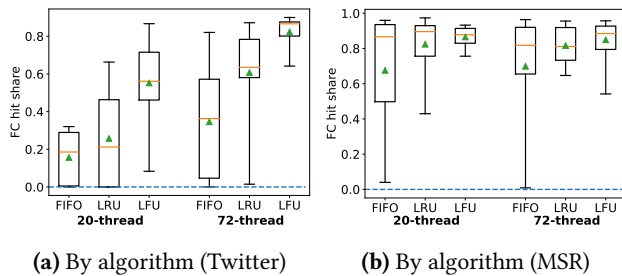 FC hit share
0.8
0.6
0.4
0.2
0.0
FIFO LRU LFU FIFO LRU LFU
20-thread 72-thread
(a) By algorithm (Twitter)
FC hit share
1.0
0.8
0.6
0.4
0.2
0.0
FIFO LRU LFU FIFO LRU LFU
20-thread 72-thread
(b) By algorithm (MSR)